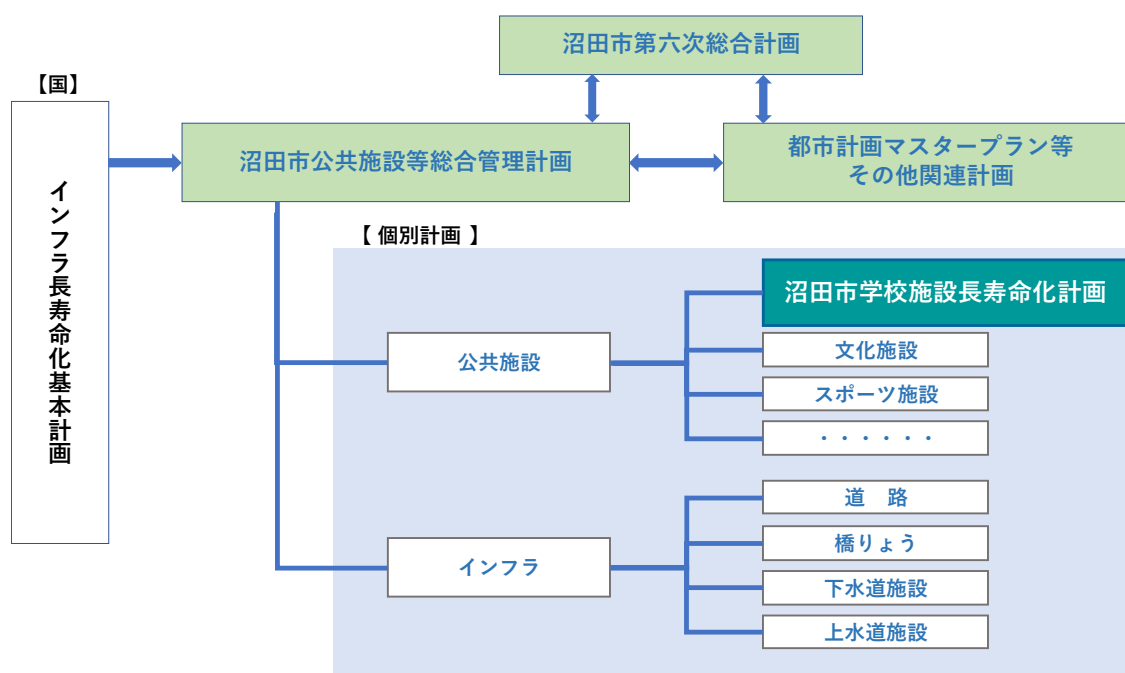 沼田市第六次総合計画
【国】
インフラ長寿命化基本計画
沼田市公共施設等総合管理計画
都市計画マスタープラン等
その他関連計画
【 個別計画 】
沼田市学校施設長寿命化計画
公共施設
文化施設
スポーツ施設
・・・・・・
道　路
橋りょう
インフラ
下水道施設
上水道施設